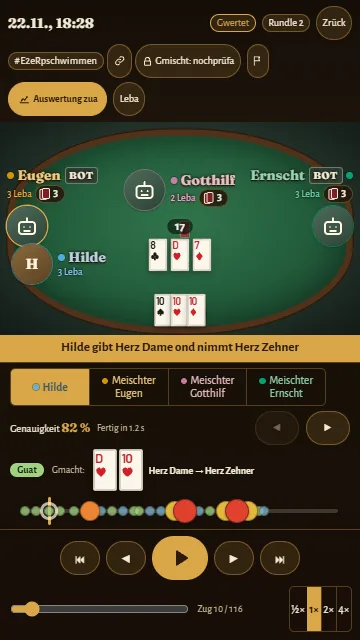 22.11., 18:28
Gwertet
Rundle 2
Zrück
#EzeRpschwimmen
Gmischt: nochprüfa
Auswertung zua
Leba
Eugen BOT
3 Leba 3
Gotthilf
2 Leba 3
Ernscht BOT
3 Leba 3
H
Hilde
3 Leba
17
8 D 7
10 10 10
Hilde gibt Herz Dame und nimmt Herz Zehner
Hilde
Meischter Eugen
Meischter Gotthilf
Meischter Ernscht
Genauigkeit 82 % Fertig in 1.2 s
Guat
Gmacht:
D 10
Herz Dame → Herz Zehner
Zug 10 / 116
½× 1× 2× 4×